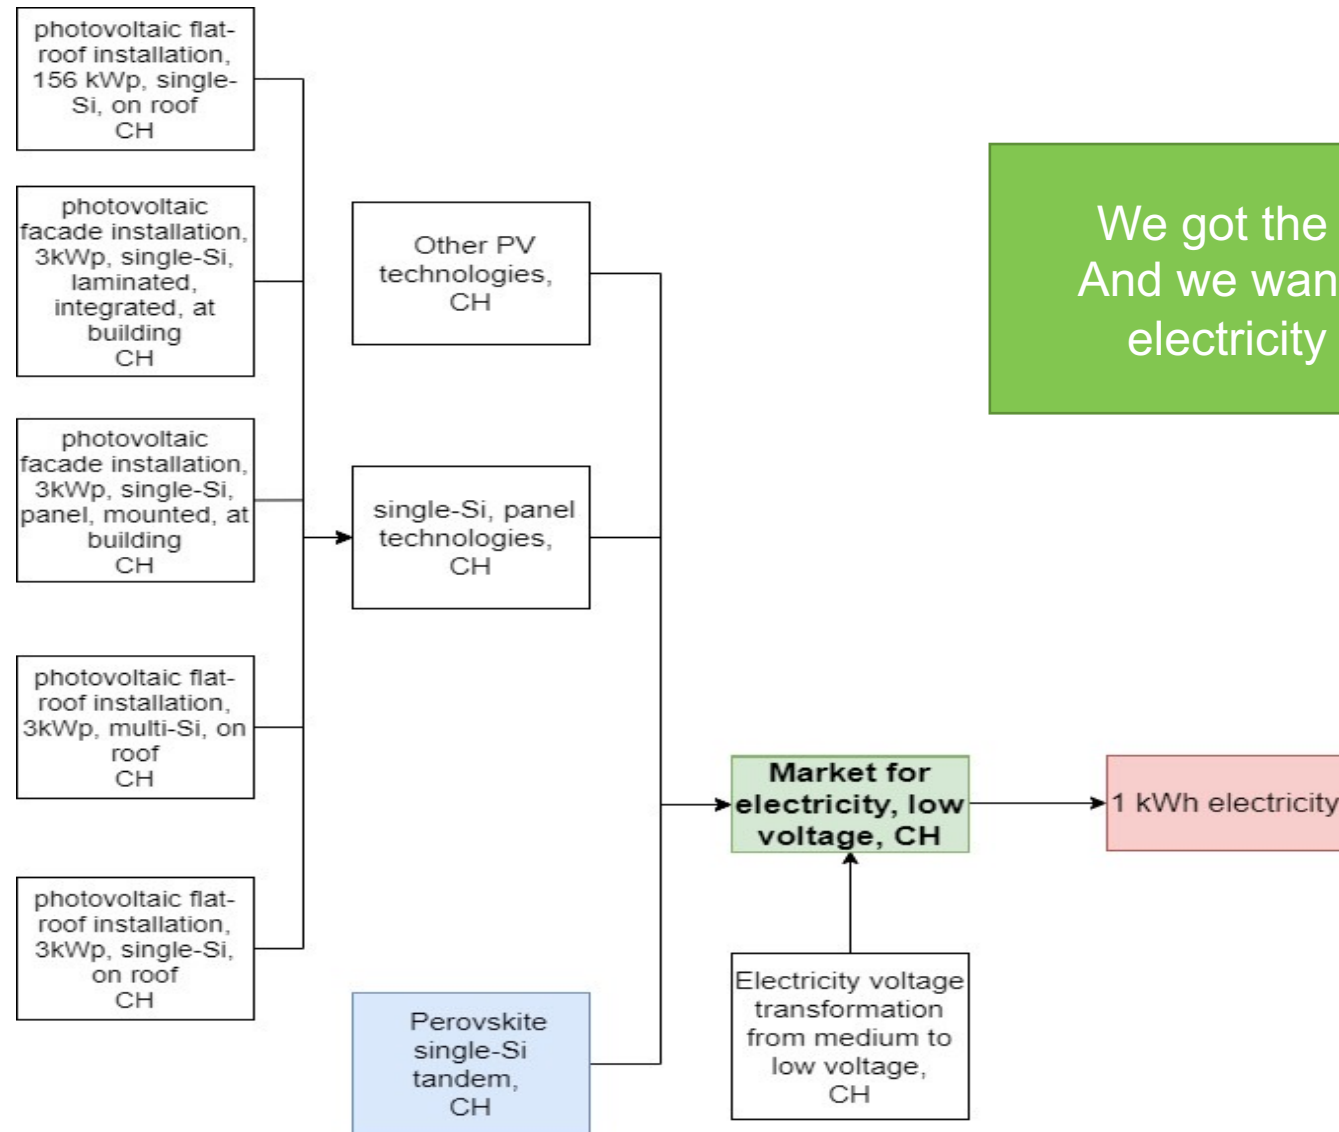 photovoltaic flat-
roof installation,
156 kWp, single-
Si, on roof
CH
photovoltaic
facade installation,
3kWp, single-Si,
laminated,
integrated, at
building
CH
photovoltaic
facade installation,
3kWp, single-Si,
panel, mounted, at
building
CH
photovoltaic flat-
roof installation,
3kWp, multi-Si, on
roof
CH
photovoltaic flat-
roof installation,
3kWp, single-Si,
on roof
CH
Other PV
technologies,
CH
single-Si, panel
technologies,
CH
Perovskite
single-Si
tandem,
CH
We got the
And we wan
electricity
Market for
electricity, low
voltage, CH
1 kWh electricity
Electricity voltage
transformation
from medium to
low voltage,
CH